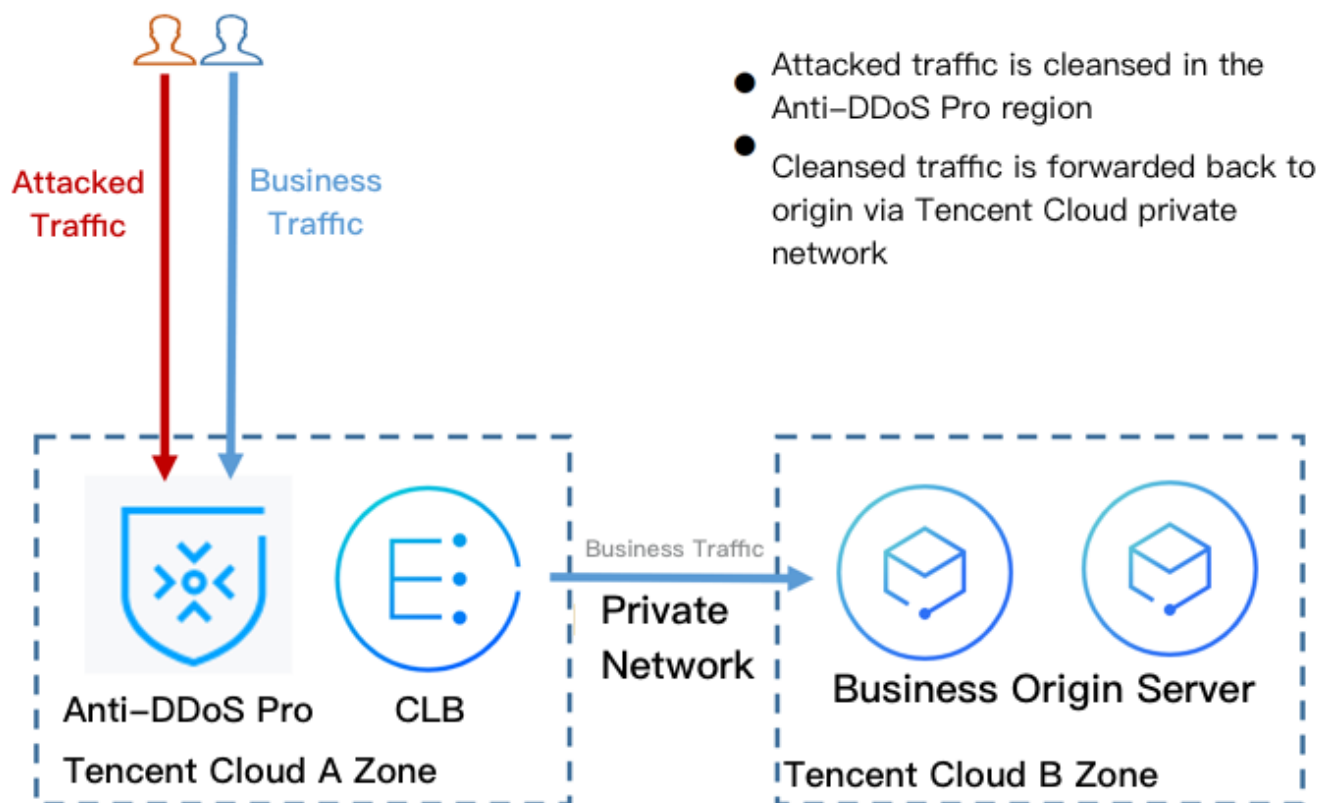 Attacked traffic is cleansed in the
Anti–DDoS Pro region
Cleansed traffic is forwarded back to
origin via Tencent Cloud private
network
Attacked
Traffic
Business
Traffic
Business Traffic
Private
Network
Anti–DDoS Pro
CLB
Tencent Cloud A Zone
Business Origin Server
Tencent Cloud B Zone